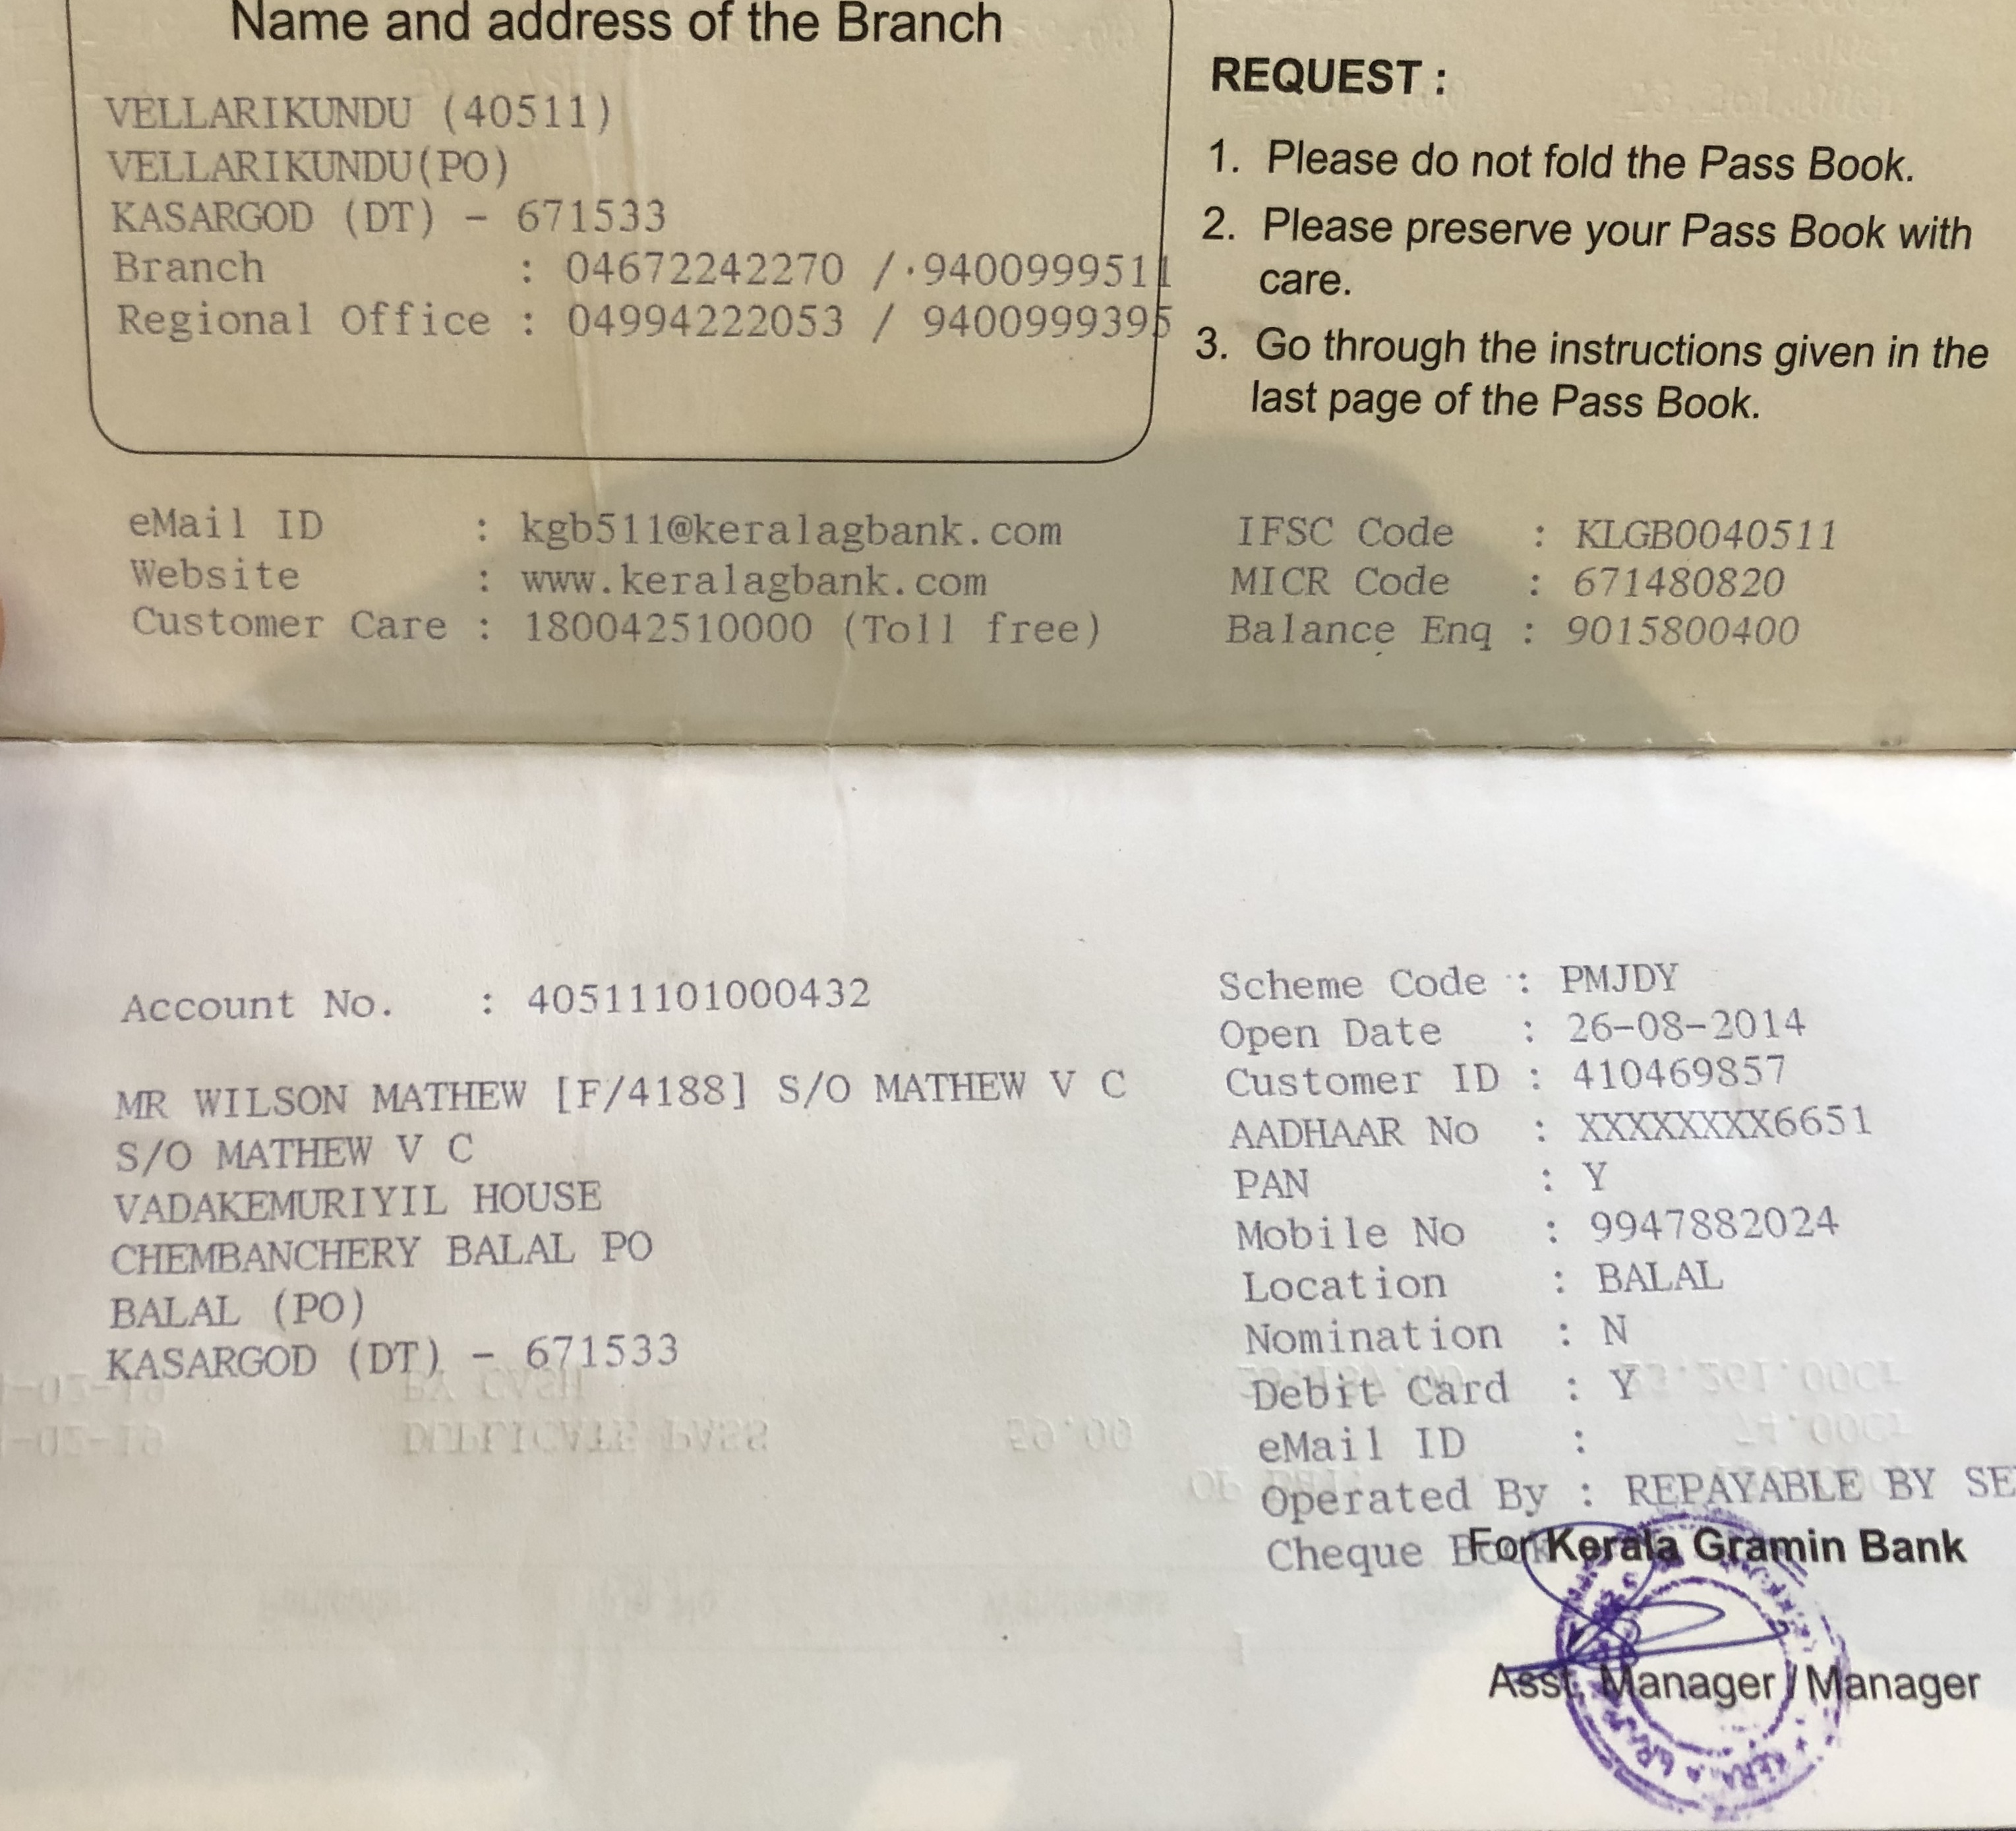 Name and address of the Branch
VELLARIKUNDU (40511)
VELLARIKUNDU(PO)
KASARGOD (DT) - 671533
Branch : 04672242270 / 9400999511
Regional Office : 04994222053 / 9400999395
REQUEST :
1. Please do not fold the Pass Book.
2. Please preserve your Pass Book with
care.
3. Go through the instructions given in the
last page of the Pass Book.
eMail ID : kgb511@keralagbank.com
Website : www.keralagbank.com
Customer Care : 180042510000 (Toll free)
IFSC Code : KLGB0040511
MICR Code : 671480820
Balance Enq : 9015800400
Account No. : 40511101000432
MR WILSON MATHEW [F/4188] S/O MATHEW V C
S/O MATHEW V C
VADAKEMURIYIL HOUSE
CHEMBANCHERY BALAL PO
BALAL (PO)
KASARGOD (DT) - 671533
Scheme Code : PMJDY
Open Date : 26-08-2014
Customer ID : 410469857
AADHAAR No : XXXXXXXX6651
PAN : Y
Mobile No : 9947882024
Location : BALAL
Nomination : N
Debit Card : Y
eMail ID :
Operated By : REPAYABLE BY SE
Cheque Book
For Kerala Gramin Bank
Asst. Manager / Manager